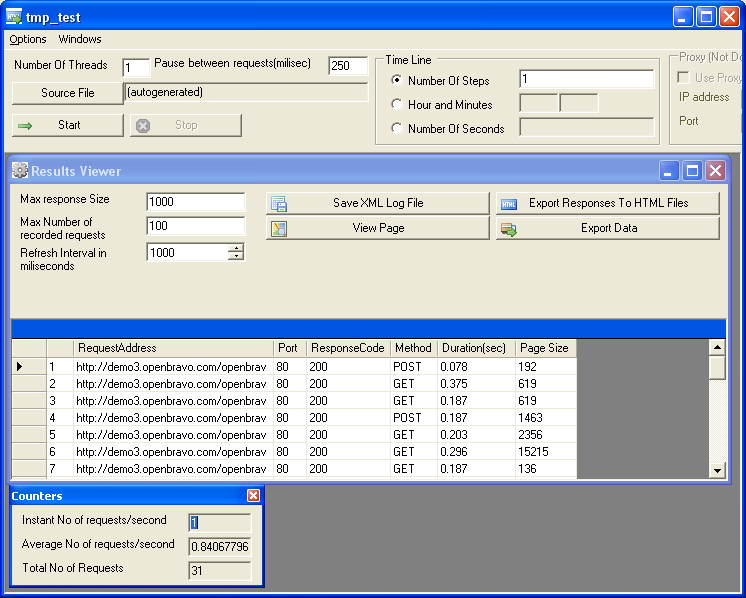 tmp_test
Options Windows
Number Of Threads 1 Pause between requests(milisec) 250
Source File (autogenerated)
Start Stop
Time Line
Number Of Steps 1
Hour and Minutes
Number Of Seconds
Proxy (Not Do
Use Proxy
IP address
Port
Results Viewer
Max response Size 1000
Max Number of
recorded requests 100
Refresh Interval in
miliseconds 1000
Save XML Log File
HTML Export Responses To HTML Files
View Page
Export Data
RequestAddress Port ResponseCode Method Duration(sec) Page Size
1 http://demo3.openbravo.com/openbrav 80 200 POST 0.078 192
2 http://demo3.openbravo.com/openbrav 80 200 GET 0.375 619
3 http://demo3.openbravo.com/openbrav 80 200 GET 0.187 619
4 http://demo3.openbravo.com/openbrav 80 200 POST 0.187 1463
5 http://demo3.openbravo.com/openbrav 80 200 GET 0.203 2356
6 http://demo3.openbravo.com/openbrav 80 200 GET 0.296 15215
7 http://demo3.openbravo.com/openbrav 80 200 GET 0.187 136
Counters
Instant No of requests/second 1
Average No of requests/second 0.84067796
Total No of Requests 31